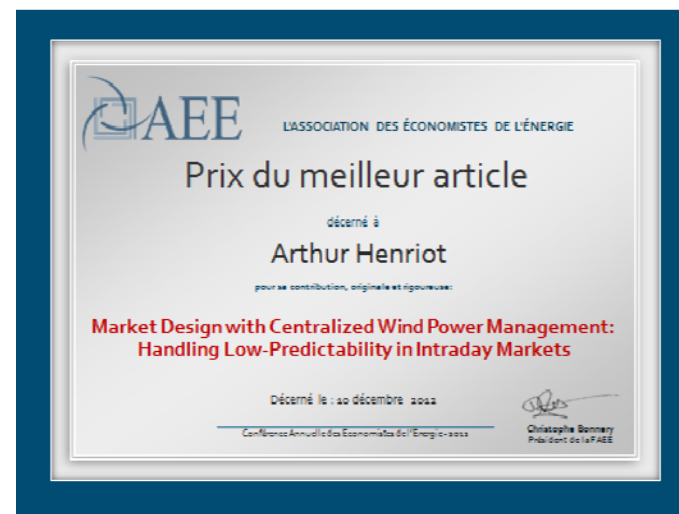 AEE
L'ASSOCIATION DES ÉCONOMISTES DE L'ÉNERGIE
Prix du meilleur article
décerné à
Arthur Henriot
pour sa contribution, originale et rigoureuse:
Market Design with Centralized Wind Power Management:
Handling Low-Predictability in Intraday Markets
Décerné le : 10 décembre 2012
Conférence Annuelle des Economistes de l'Energie - 2012
Christophe Bonnery
Président de la FAEE